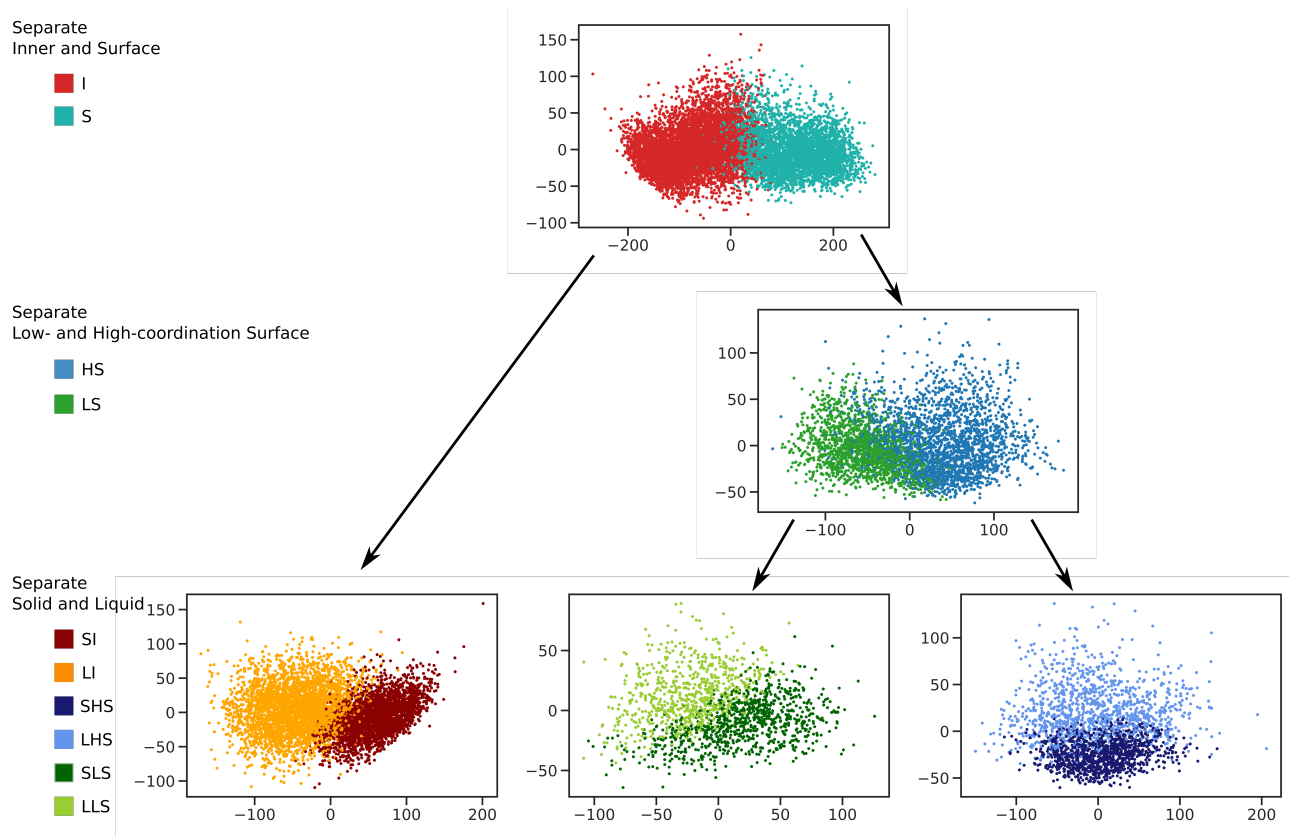 Separate
Inner and Surface
I
S
150
100
50
0
−50
−100
−200 0 200
Separate
Low- and High-coordination Surface
HS
LS
100
50
0
−50
−100 0 100
Separate
Solid and Liquid
SI
LI
SHS
LHS
SLS
LLS
150
100
50
0
−50
−100
−100 0 100 200
50
0
−50
−100 −50 0 50 100
100
50
0
−50
−100 0 100 200